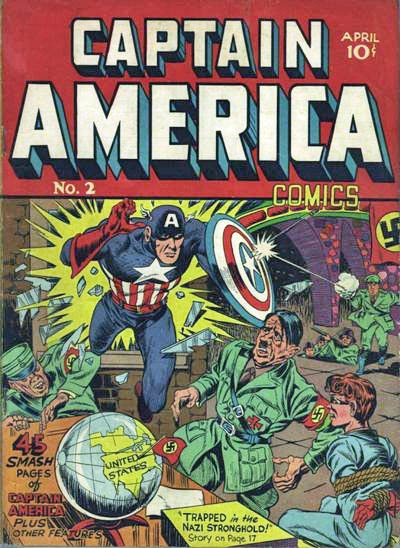 CAPTAIN
AMERICA
APRIL
10¢
No. 2
COMICS
A
UNITED
STATES
45
SMASH
PAGES
of
CAPTAIN
AMERICA
PLUS
OTHER FEATURES
"TRAPPED in the
NAZI STRONGHOLD!"
Story on Page 17